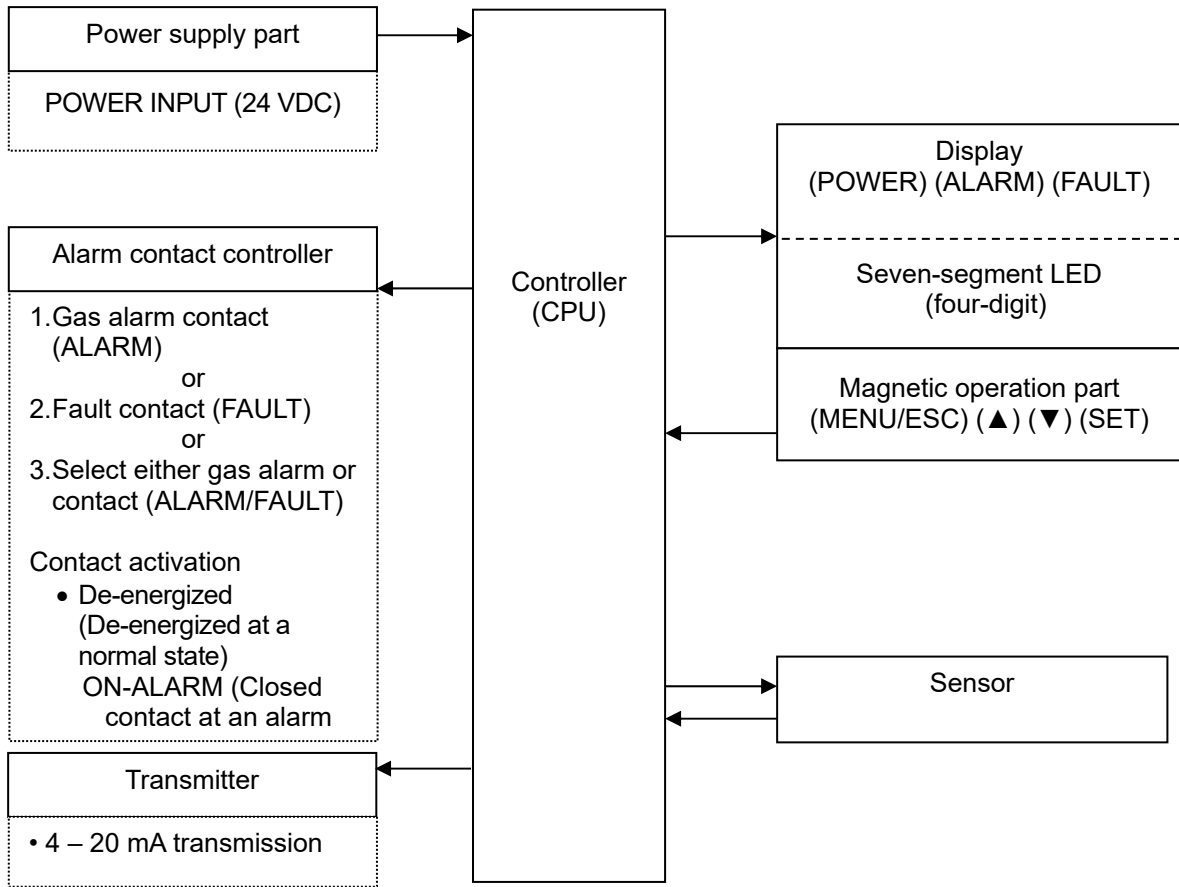 Power supply part
POWER INPUT (24 VDC)
Alarm contact controller
1.Gas alarm contact
(ALARM)
or
2.Fault contact (FAULT)
or
3.Select either gas alarm or
contact (ALARM/FAULT)
Contact activation
• De-energized
(De-energized at a
normal state)
ON-ALARM (Closed
contact at an alarm
Transmitter
• 4 – 20 mA transmission
Controller
(CPU)
Display
(POWER) (ALARM) (FAULT)
Seven-segment LED
(four-digit)
Magnetic operation part
(MENU/ESC) (▲) (▼) (SET)
Sensor